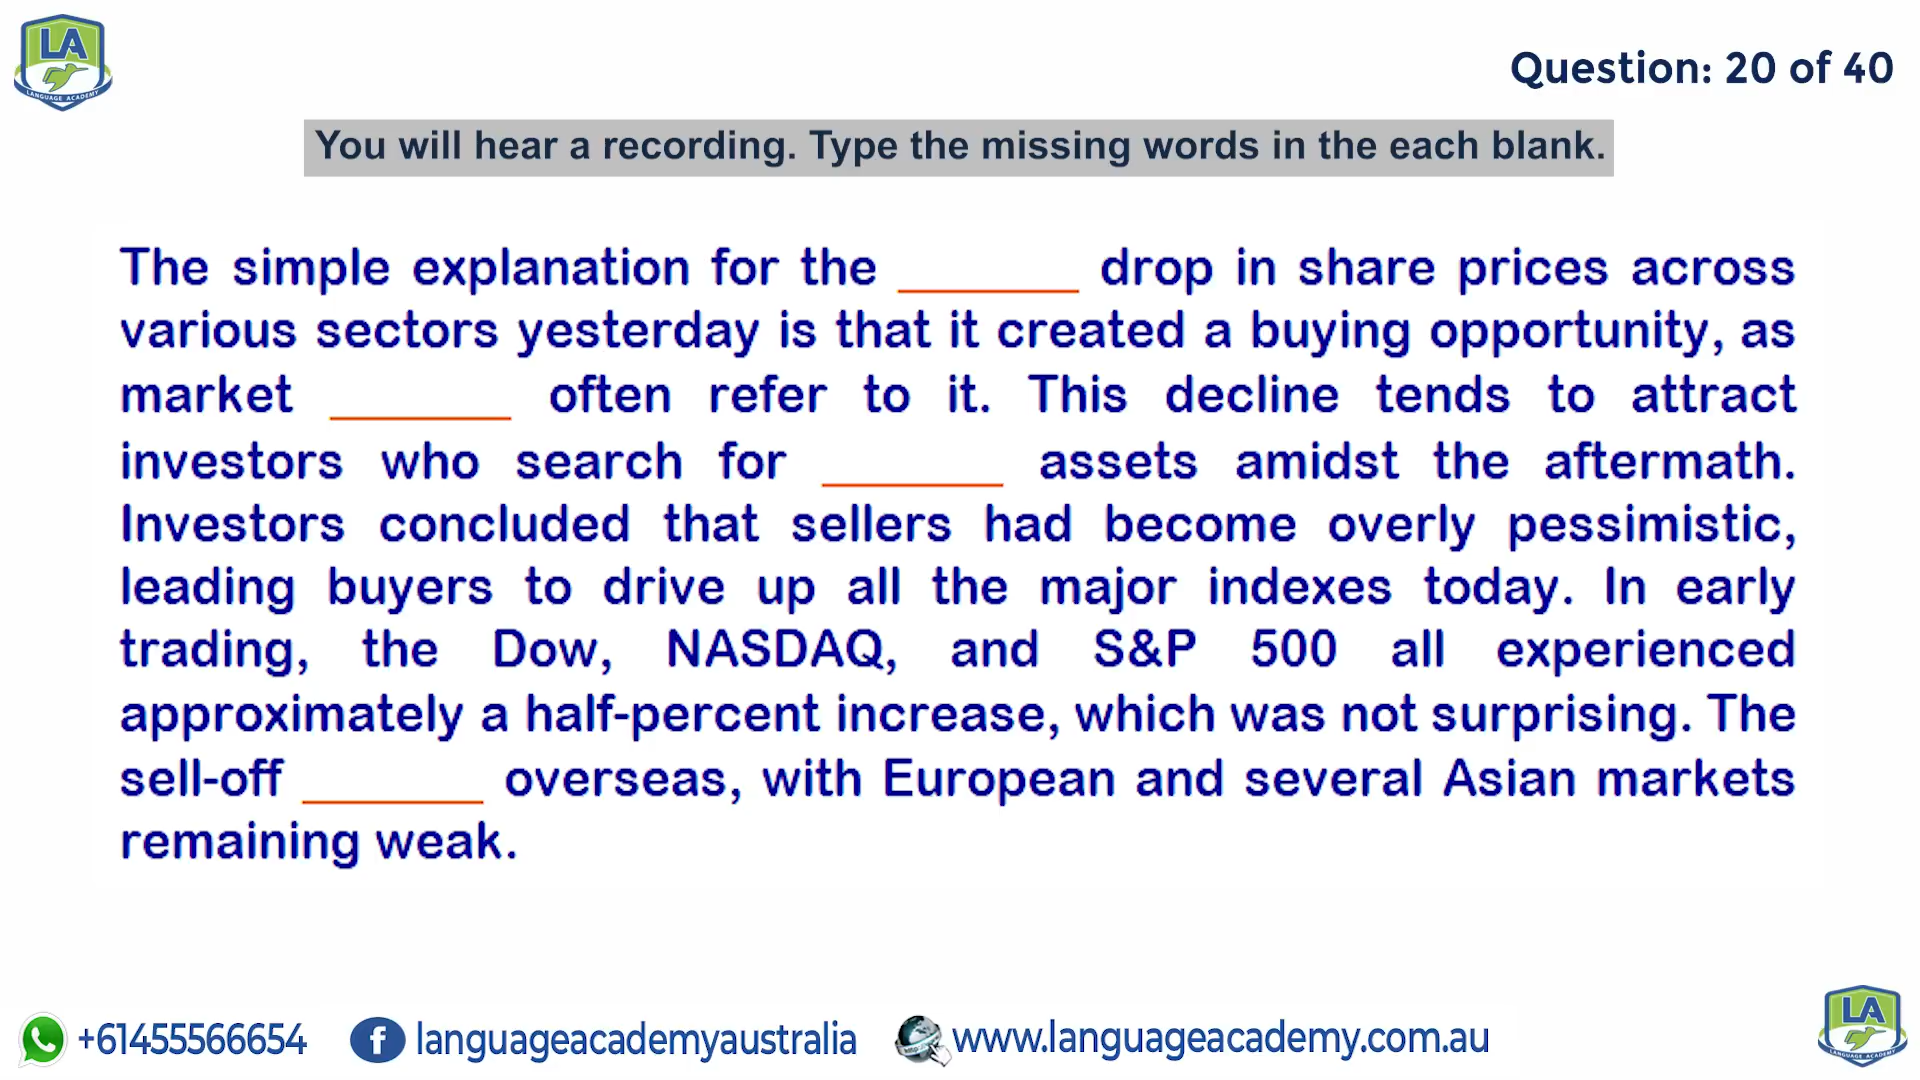 LA
LANGUAGE ACADEMY
Question: 20 of 40
You will hear a recording. Type the missing words in the each blank.
The simple explanation for the _______ drop in share prices across
various sectors yesterday is that it created a buying opportunity, as
market _______ often refer to it. This decline tends to attract
investors who search for _______ assets amidst the aftermath.
Investors concluded that sellers had become overly pessimistic,
leading buyers to drive up all the major indexes today. In early
trading, the Dow, NASDAQ, and S&P 500 all experienced
approximately a half-percent increase, which was not surprising. The
sell-off _______ overseas, with European and several Asian markets
remaining weak.
+61455566654 languageacademyaustralia www.languageacademy.com.au
LA
LANGUAGE ACADEMY